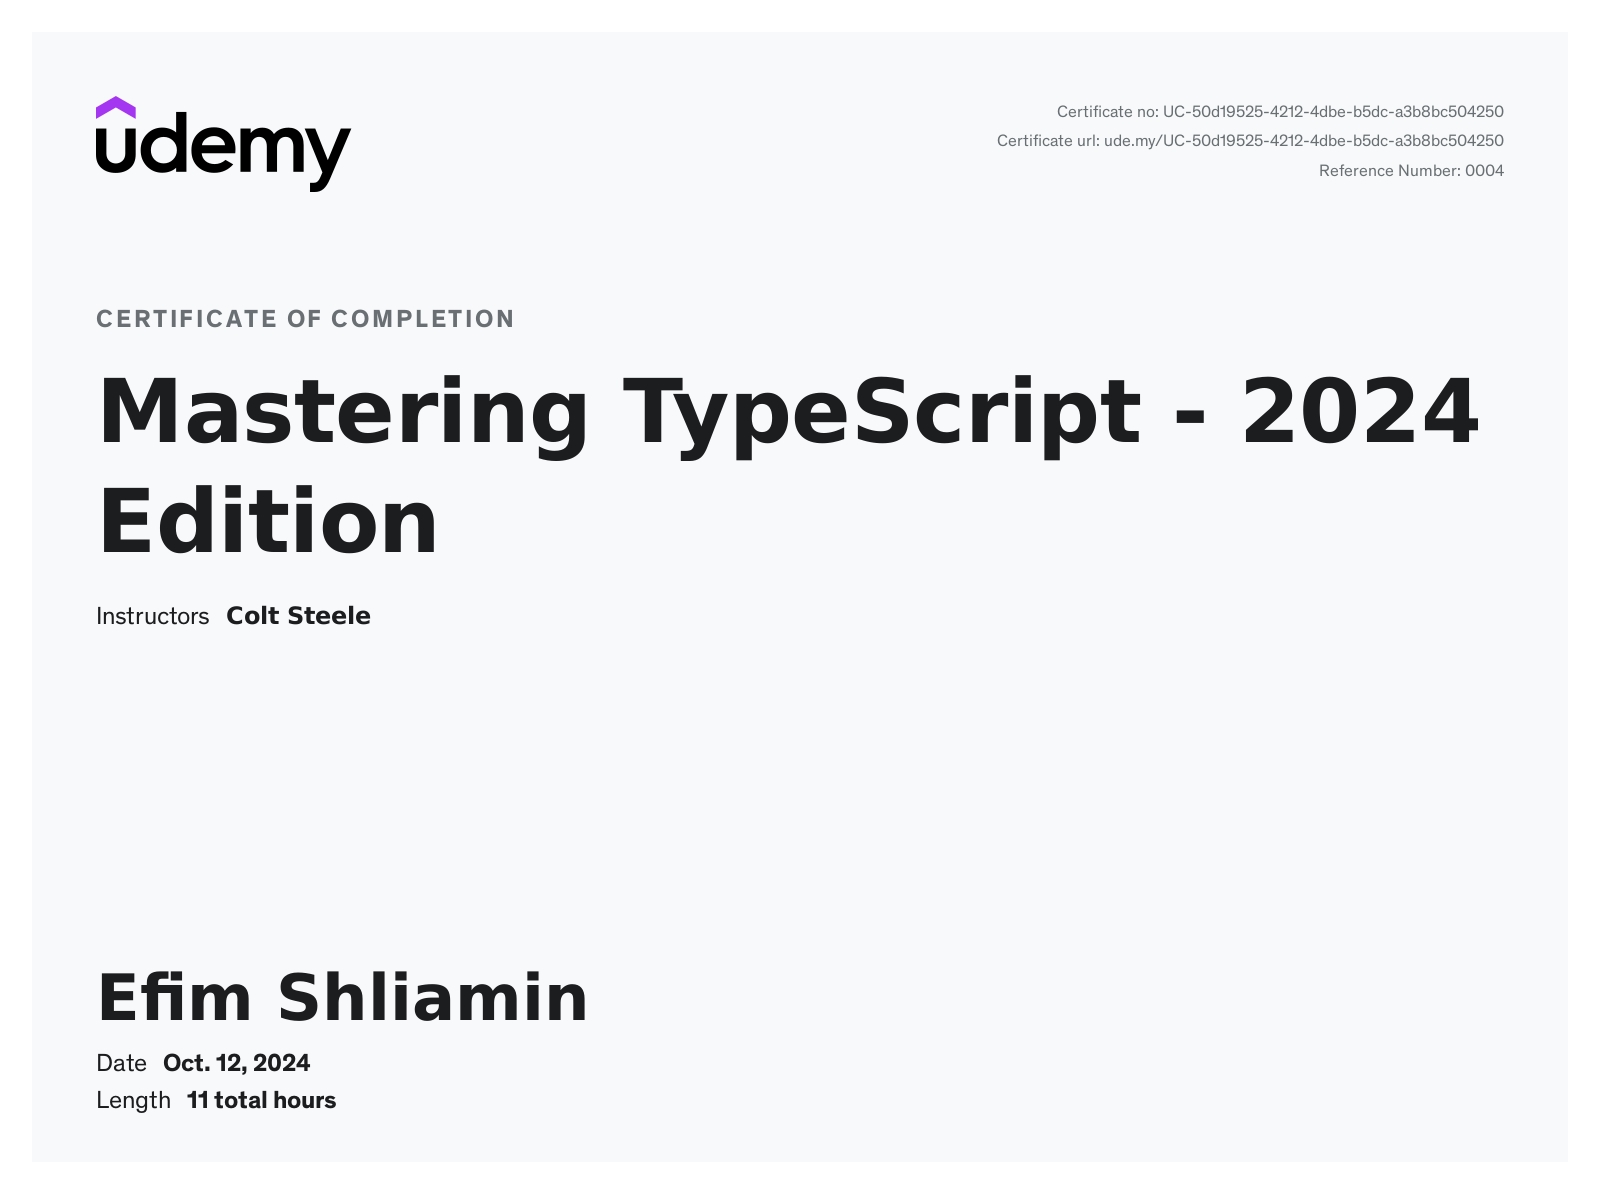 udemy
Certificate no: UC-50d19525-4212-4dbe-b5dc-a3b8bc504250
Certificate url: ude.my/UC-50d19525-4212-4dbe-b5dc-a3b8bc504250
Reference Number: 0004
CERTIFICATE OF COMPLETION
Mastering TypeScript - 2024
Edition
Instructors Colt Steele
Efim Shliamin
Date Oct. 12, 2024
Length 11 total hours